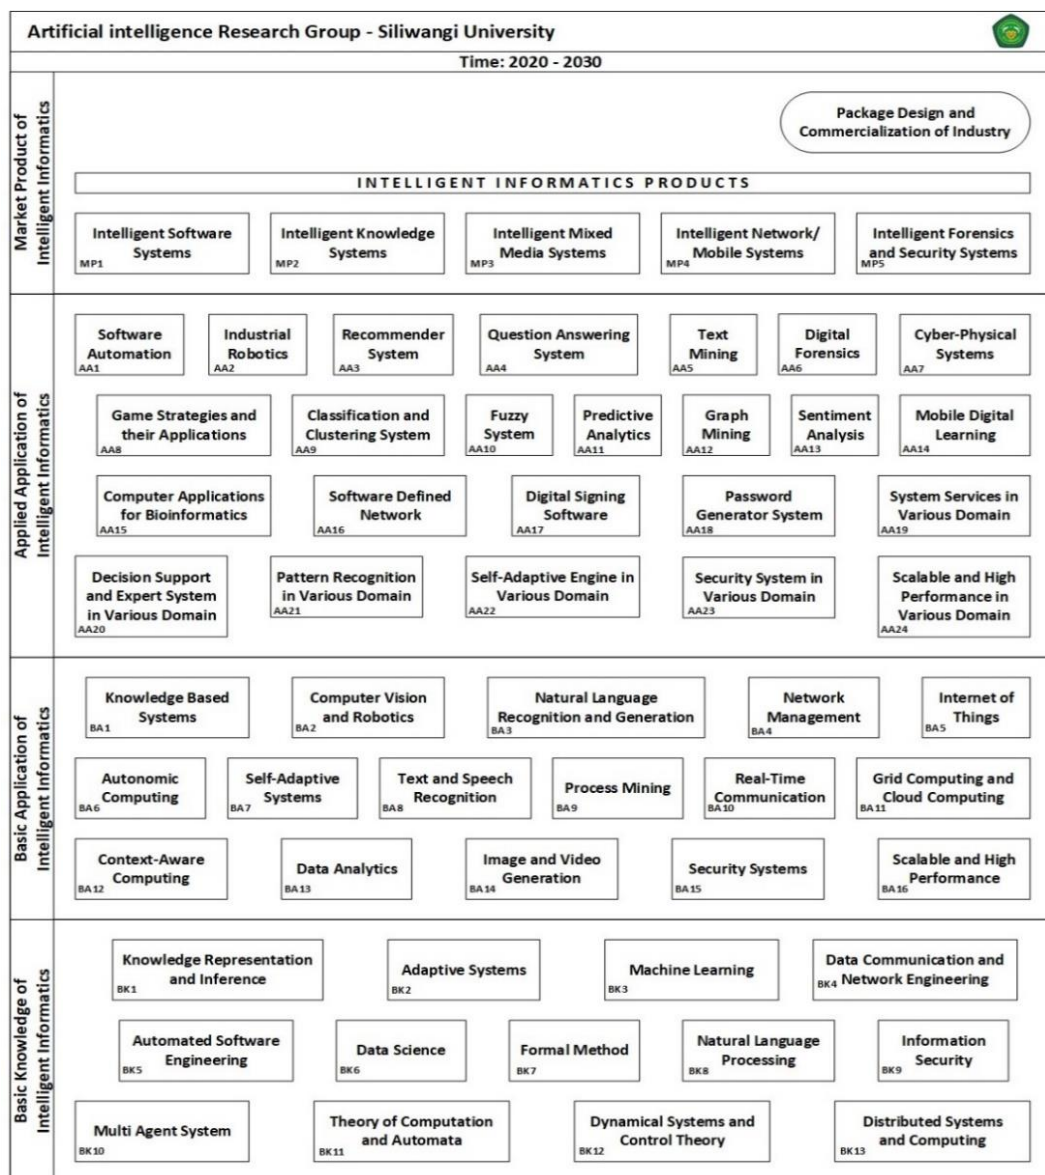 Artificial intelligence Research Group - Siliwangi University
Time: 2020 - 2030
Market Product of
Intelligent Informatics
Package Design and
Commercialization of Industry
INTELLIGENT INFORMATICS PRODUCTS
Intelligent Software
Systems
MP1
Intelligent Knowledge
Systems
MP2
Intelligent Mixed
Media Systems
MP3
Intelligent Network/
Mobile Systems
MP4
Intelligent Forensics
and Security Systems
MP5
Applied Application of
Intelligent Informatics
Software
Automation
AA1
Industrial
Robotics
AA2
Recommender
System
AA3
Question Answering
System
AA4
Text
Mining
AA5
Digital
Forensics
AA6
Cyber-Physical
Systems
AA7
Game Strategies and
their Applications
AA8
Classification and
Clustering System
AA9
Fuzzy
System
AA10
Predictive
Analytics
AA11
Graph
Mining
AA12
Sentiment
Analysis
AA13
Mobile Digital
Learning
AA14
Computer Applications
for Bioinformatics
AA15
Software Defined
Network
AA16
Digital Signing
Software
AA17
Password
Generator System
AA18
System Services in
Various Domain
AA19
Decision Support
and Expert System
in Various Domain
AA20
Pattern Recognition
in Various Domain
AA21
Self-Adaptive Engine in
Various Domain
AA22
Security System in
Various Domain
AA23
Scalable and High
Performance in
Various Domain
AA24
Basic Application of
Intelligent Informatics
Knowledge Based
Systems
BA1
Computer Vision
and Robotics
BA2
Natural Language
Recognition and Generation
BA3
Network
Management
BA4
Internet of
Things
BA5
Autonomic
Computing
BA6
Self-Adaptive
Systems
BA7
Text and Speech
Recognition
BA8
Process Mining
BA9
Real-Time
Communication
BA10
Grid Computing and
Cloud Computing
BA11
Context-Aware
Computing
BA12
Data Analytics
BA13
Image and Video
Generation
BA14
Security Systems
BA15
Scalable and High
Performance
BA16
Basic Knowledge of
Intelligent Informatics
Knowledge Representation
and Inference
BK1
Adaptive Systems
BK2
Machine Learning
BK3
Data Communication and
Network Engineering
BK4
Automated Software
Engineering
BK5
Data Science
BK6
Formal Method
BK7
Natural Language
Processing
BK8
Information
Security
BK9
Multi Agent System
BK10
Theory of Computation
and Automata
BK11
Dynamical Systems and
Control Theory
BK12
Distributed Systems
and Computing
BK13